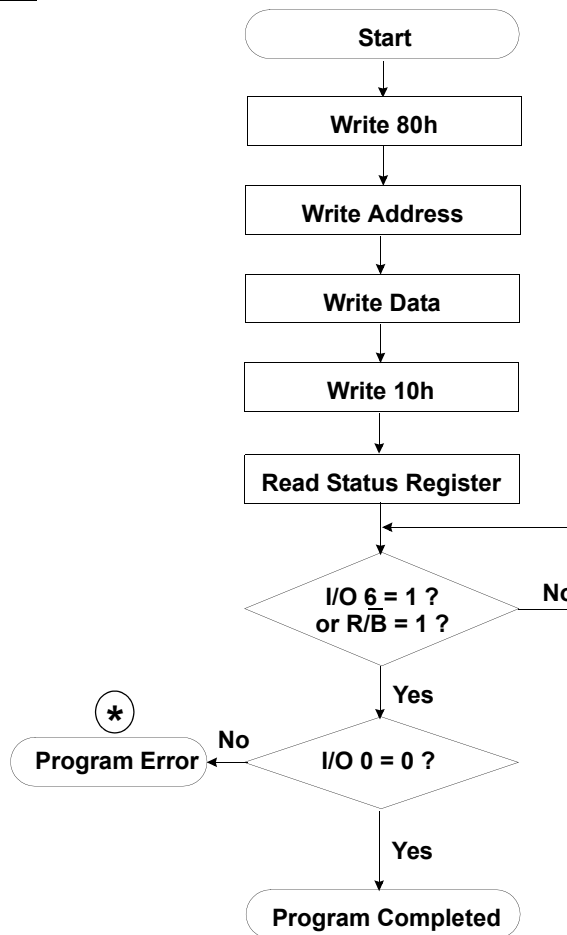 Start
Write 80h
Write Address
Write Data
Write 10h
Read Status Register
I/O 6 = 1 ?
or R/B̅ = 1 ?
No
Yes
*
No
Program Error
I/O 0 = 0 ?
Yes
Program Completed